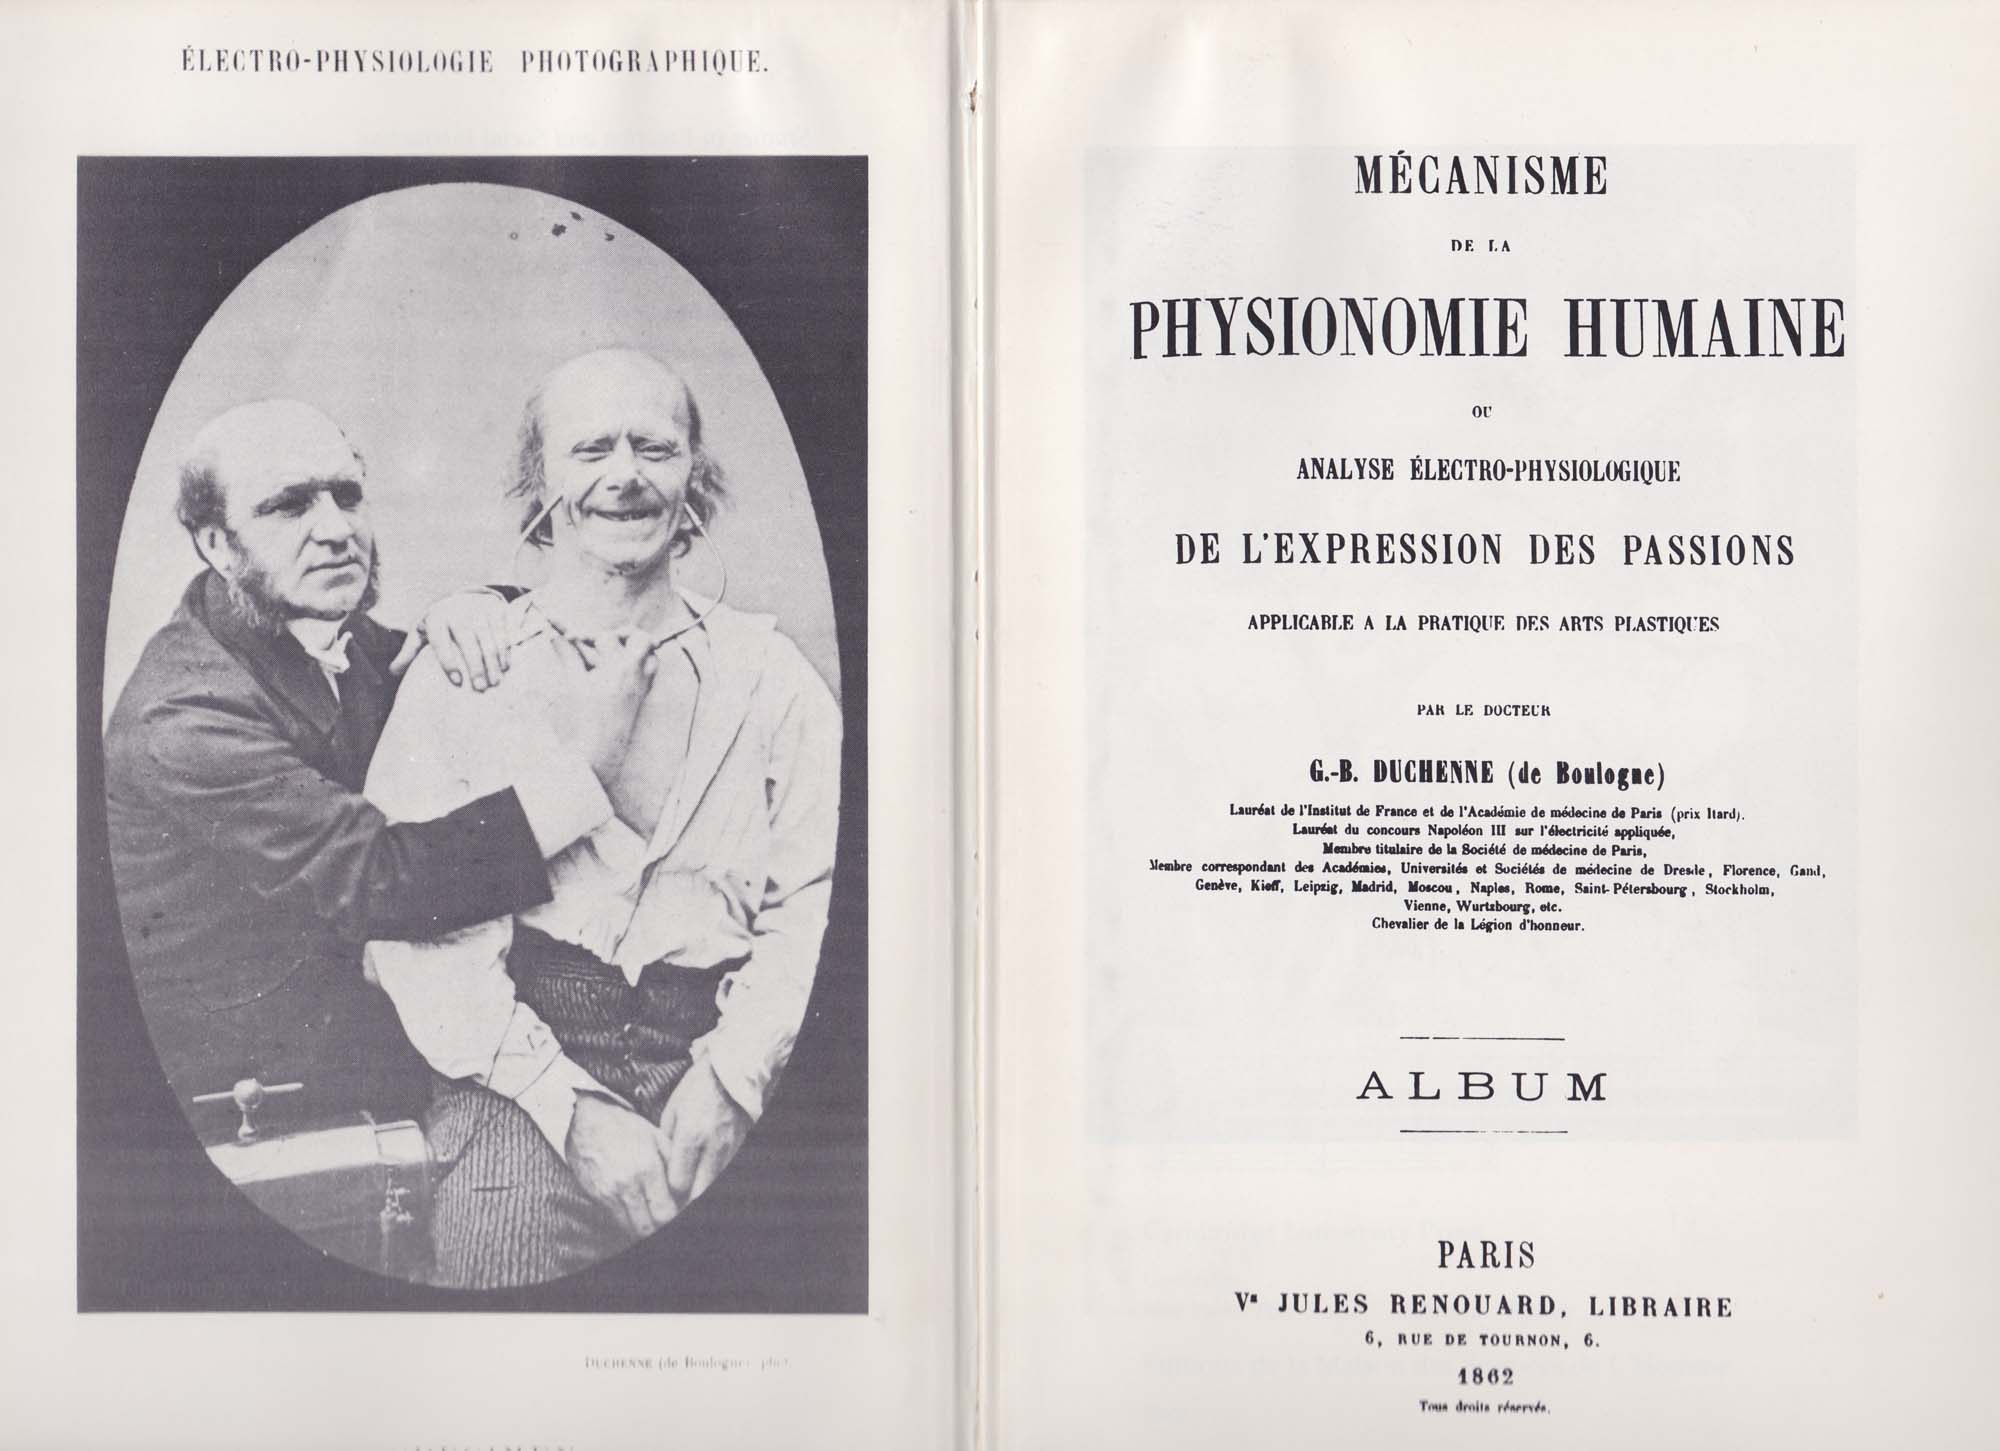 ÉLECTRO-PHYSIOLOGIE PHOTOGRAPHIQUE.
DUCHENNE (de Boulogne) phot.
MÉCANISME
DE LA
PHYSIONOMIE HUMAINE
OU
ANALYSE ÉLECTRO-PHYSIOLOGIQUE
DE L'EXPRESSION DES PASSIONS
APPLICABLE A LA PRATIQUE DES ARTS PLASTIQUES
PAR LE DOCTEUR
G.-B. DUCHENNE (de Boulogne)
Lauréat de l'Institut de France et de l'Académie de médecine de Paris (prix Itard).
Lauréat du concours Napoléon III sur l'électricité appliquée,
Membre titulaire de la Société de médecine de Paris,
Membre correspondant des Académies, Universités et Sociétés de médecine de Dresde, Florence, Gand,
Genève, Kieff, Leipzig, Madrid, Moscou, Naples, Rome, Saint-Pétersbourg, Stockholm,
Vienne, Wurtzbourg, etc.
Chevalier de la Légion d'honneur.
ALBUM
PARIS
Ve JULES RENOUARD, LIBRAIRE
6, RUE DE TOURNON, 6.
1862
Tous droits réservés.